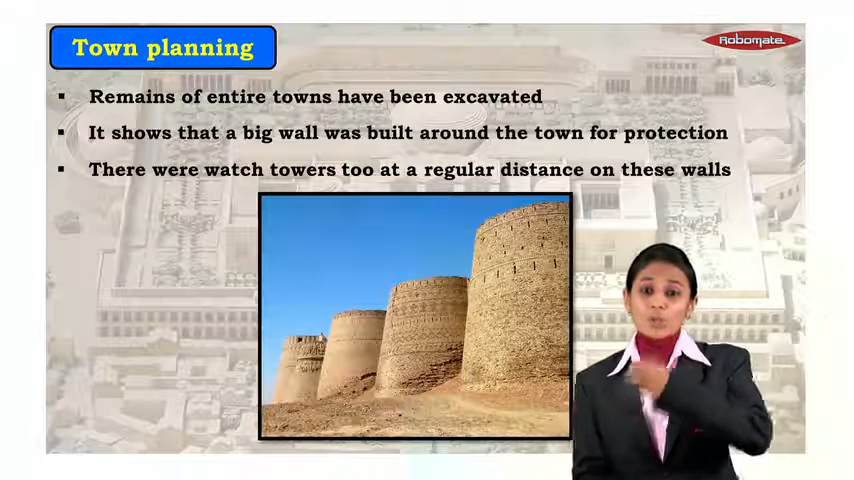 Town planning
Robomate
Remains of entire towns have been excavated
It shows that a big wall was built around the town for protection
There were watch towers too at a regular distance on these walls